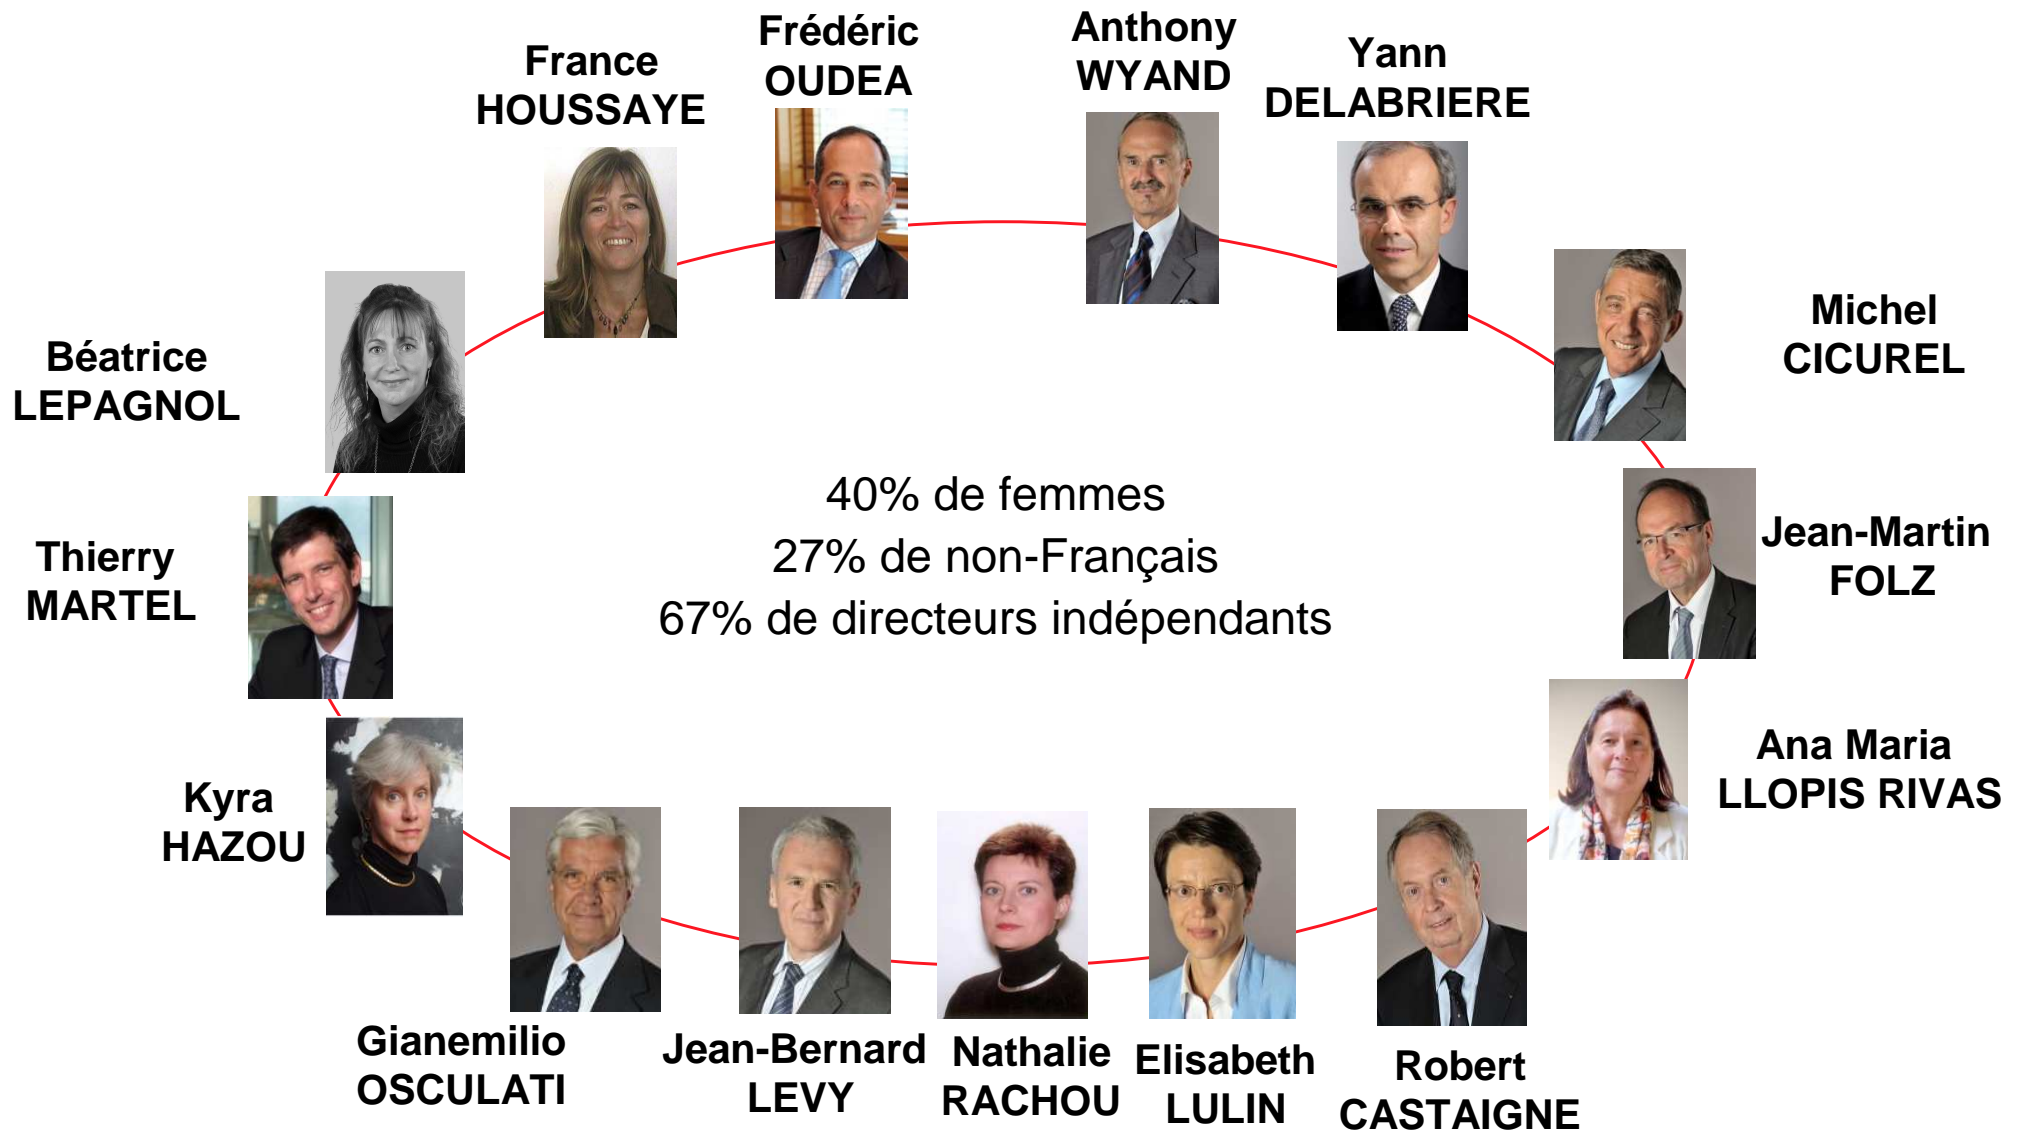 Frédéric
OUDEA
Anthony
WYAND
Yann
DELABRIERE
France
HOUSSAYE
Michel
CICUREL
Béatrice
LEPAGNOL
40% de femmes
27% de non-Français
67% de directeurs indépendants
Thierry
MARTEL
Jean-Martin
FOLZ
Kyra
HAZOU
Ana Maria
LLOPIS RIVAS
Gianemilio
OSCULATI
Jean-Bernard
LEVY
Nathalie
RACHOU
Elisabeth
LULIN
Robert
CASTAIGNE